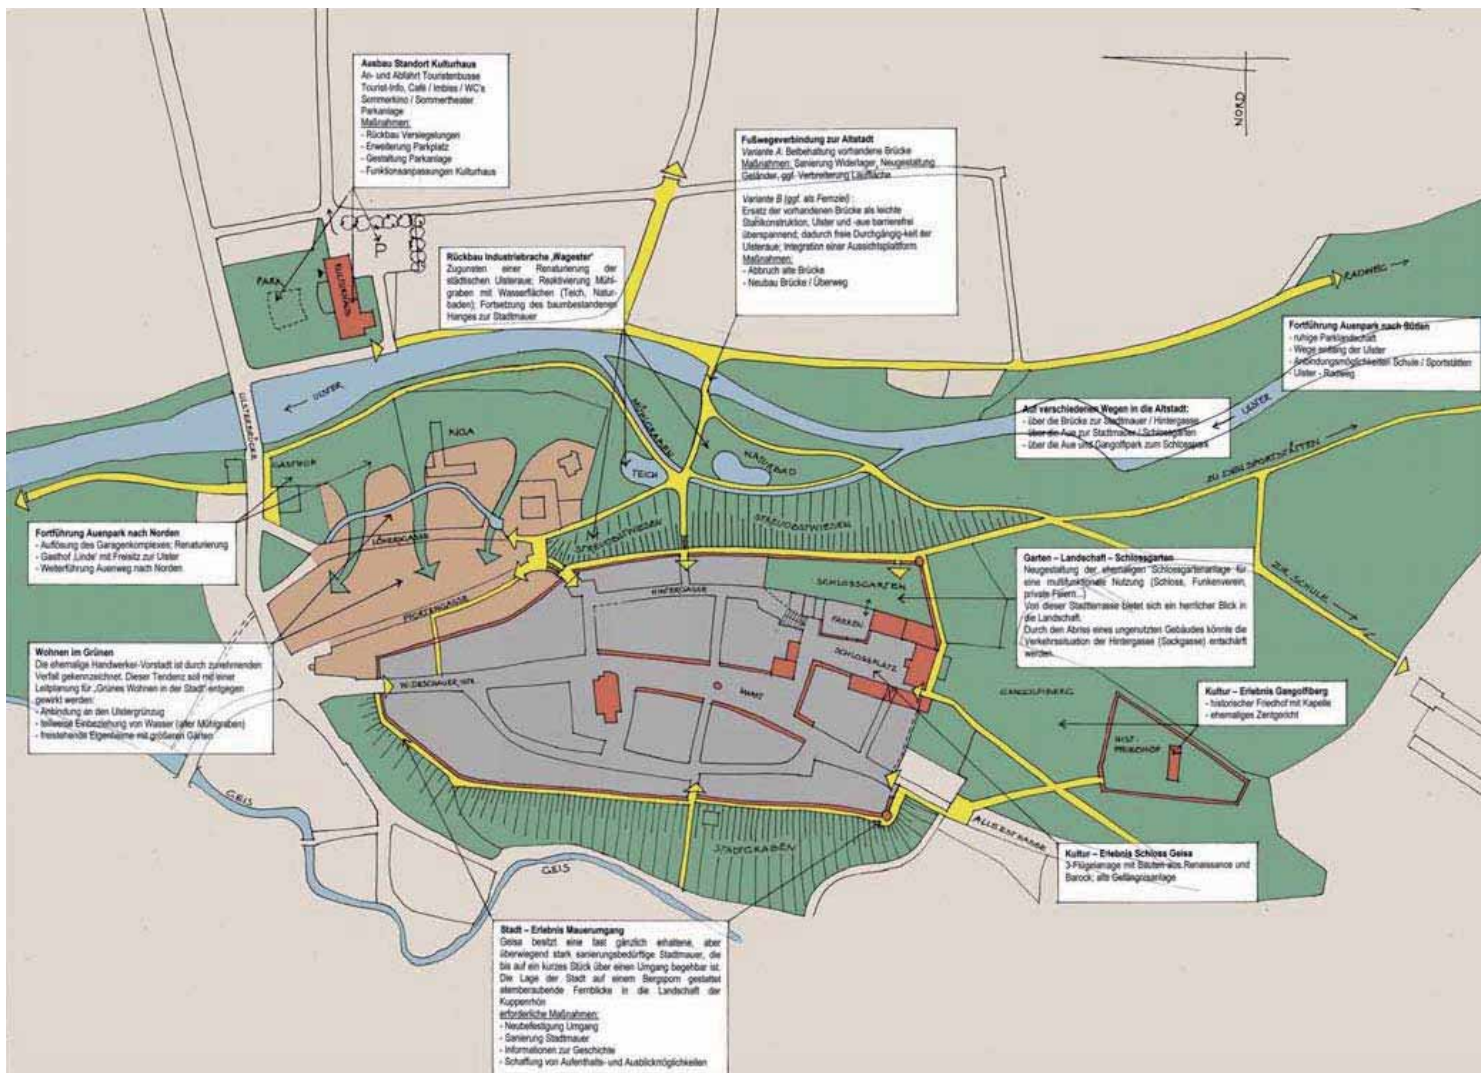 Ausbau Standort Kulturhaus
An- und Abfahrt Touristenbusse
Tourist-Info, Café / Imbiss / WC's
Sommerkino / Sommertheater
Parkanlage
Maßnahmen:
- Rückbau Versiegelungen
- Erweiterung Parkplatz
- Gestaltung Parkanlage
- Funktionsanpassungen Kulturhaus
NORD
Fußwegeverbindung zur Altstadt
Variante A: Beibehaltung vorhandene Brücke
Maßnahmen: Sanierung Widerlager, Neugestaltung
Geländer, ggf. Verbreiterung Lauffläche
Variante B (ggf. als Fernziel) :
Ersatz der vorhandenen Brücke als leichte
Stahlkonstruktion, Ulster und -aue barrierefrei
überspannend; dadurch freie Durchgängig-keit der
Ulsteraue; Integration einer Aussichtsplattform
Maßnahmen:
- Abbruch alte Brücke
- Neubau Brücke / Überweg
P
PARK
KULTURHAUS
Rückbau Industriebrache „Wagester“
Zugunsten einer Renaturierung der
städtischen Ulsteraue; Reaktivierung Mühl-
graben mit Wasserflächen (Teich, Natur-
baden); Fortsetzung des baumbestandenen
Hanges zur Stadtmauer
RADWEG
Fortführung Auenpark nach Süden
- ruhige Parklandschaft
- Wege entlang der Ulster
- Anbindungsmöglichkeiten Schule / Sportstätten
- Ulster - Radweg
ULSTER
ULSTERBRÜCKE
MÜHLGRABEN
Auf verschiedenen Wegen in die Altstadt:
- über die Brücke zur Stadtmauer / Hintergasse
- über die Aue zur Stadtmauer / Schlossgarten
- über die Aue und Gangolfipark zum Schlosspark
ULSTER
NATURBAD
TEICH
ZU DEN SPORTSTÄTTEN
STREUOBSTWIESEN
STREUOBSTWIESEN
Fortführung Auenpark nach Norden
- Auflösung des Garagenkomplexes; Renaturierung
- Gasthof „Linde“ mit Freisitz zur Ulster
- Weiterführung Auenweg nach Norden
Garten – Landschaft – Schlossgarten
Neugestaltung der ehemaligen Schlossgartenanlage für
eine multifunktionale Nutzung (Schloss, Funkenverein,
private Feiern...)
Von dieser Stadtterrasse bietet sich ein herrlicher Blick in
die Landschaft.
Durch den Abriss eines ungenutzten Gebäudes könnte die
Verkehrssituation der Hintergasse (Sackgasse) entschärft
werden.
ZUR SCHULE
SCHLOSSGARTEN
HINTERGASSE
PARKEN
PFORTENGASSE
SCHLOSSPLATZ
MARKT
Wohnen im Grünen
Die ehemalige Handwerker-Vorstadt ist durch zunehmenden
Verfall gekennzeichnet. Dieser Tendenz soll mit einer
Leitplanung für „Grünes Wohnen in der Stadt“ entgegen
gewirkt werden:
- Anbindung an den Ulstergrünzug
- teilweise Einbeziehung von Wasser (alter Mühlgraben)
- freistehende Eigenheime mit größeren Gärten
GANGOLFIBERG
Kultur – Erlebnis Gangolfiberg
- historischer Friedhof mit Kapelle
- ehemaliges Zentgericht
HIST.
FRIEDHOF
GEIS
ALLEESTRASSE
STADTGRABEN
GEIS
Kultur – Erlebnis Schloss Geisa
3-Flügelanlage mit Bauten aus Renaissance und
Barock; alte Gefängnisanlage
Stadt – Erlebnis Mauerumgang
Geisa besitzt eine fast gänzlich erhaltene, aber
überwiegend stark sanierungsbedürftige Stadtmauer, die
bis auf ein kurzes Stück über einen Umgang begehbar ist.
Die Lage der Stadt auf einem Bergsporn gestattet
atemberaubende Fernblicke in die Landschaft der
Kuppenrhön
erforderliche Maßnahmen:
- Neubefestigung Umgang
- Sanierung Stadtmauer
- Informationen zur Geschichte
- Schaffung von Aufenthalts- und Ausblickmöglichkeiten